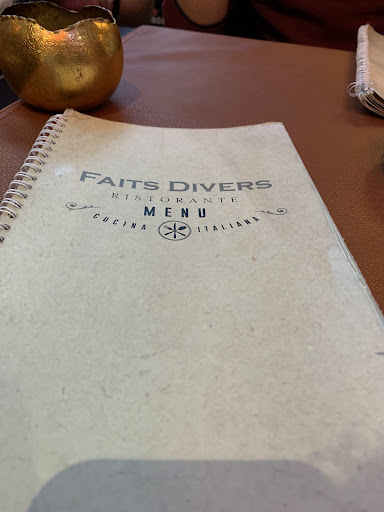 FAITS DIVERS
RISTORANTE
MENU
CUCINA ITALIANA